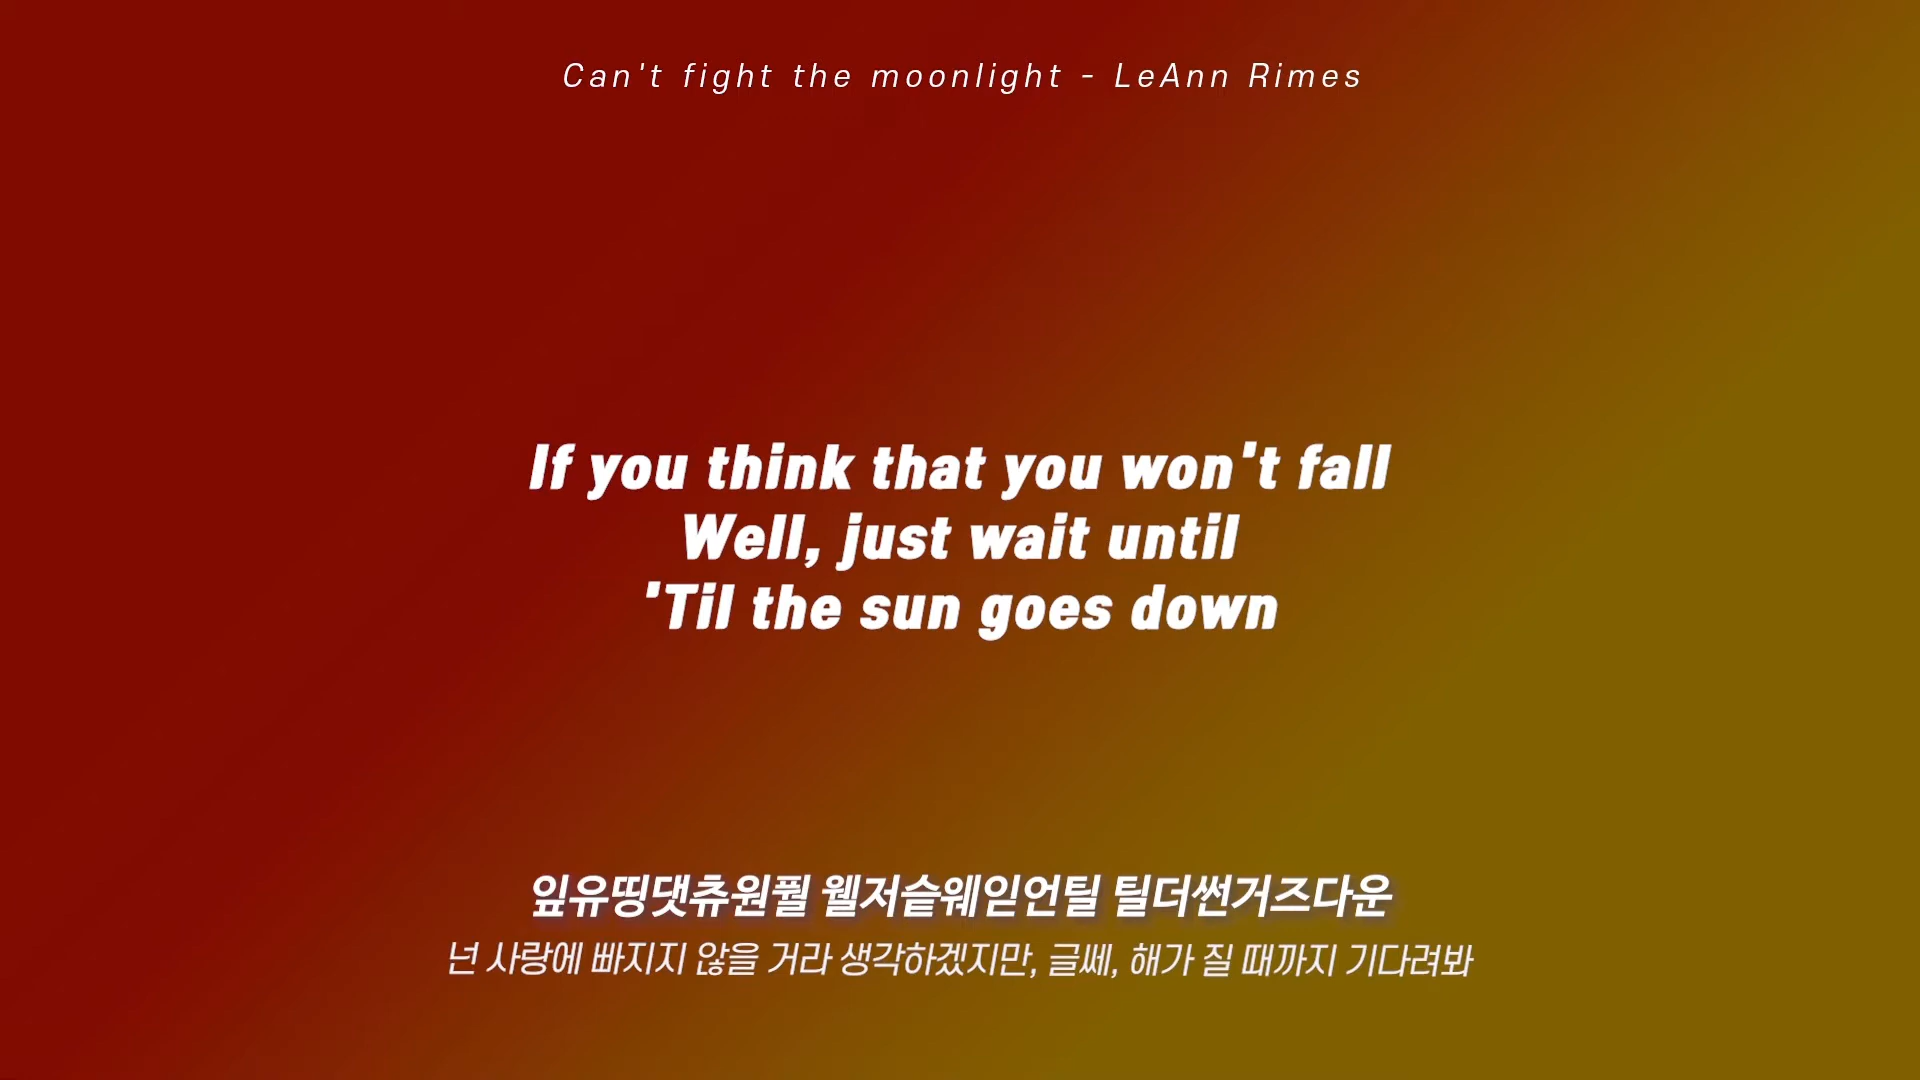 Can't fight the moonlight - LeAnn Rimes
If you think that you won't fall
Well, just wait until
'Til the sun goes down
잎유띵댓츄원풜 웰저슽웨읻언틸 틸더썬거즈다운
넌 사랑에 빠지지 않을 거라 생각하겠지만, 글쎄, 해가 질 때까지 기다려봐